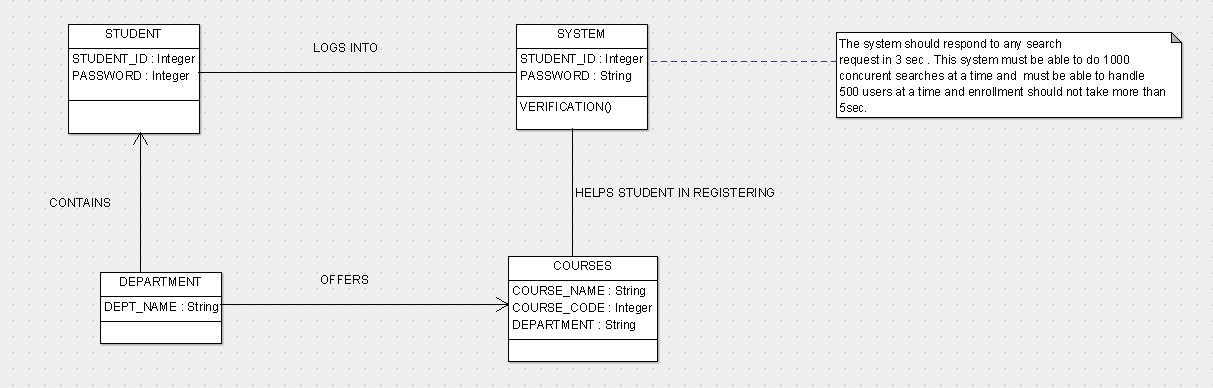 STUDENT
STUDENT_ID : Integer
PASSWORD : Integer
LOGS INTO
SYSTEM
STUDENT_ID : Integer
PASSWORD : String
VERIFICATION()
The system should respond to any search
request in 3 sec . This system must be able to do 1000
concurent searches at a time and  must be able to handle
500 users at a time and enrollment should not take more than
5sec.
CONTAINS
HELPS STUDENT IN REGISTERING
DEPARTMENT
DEPT_NAME : String
OFFERS
COURSES
COURSE_NAME : String
COURSE_CODE : Integer
DEPARTMENT : String